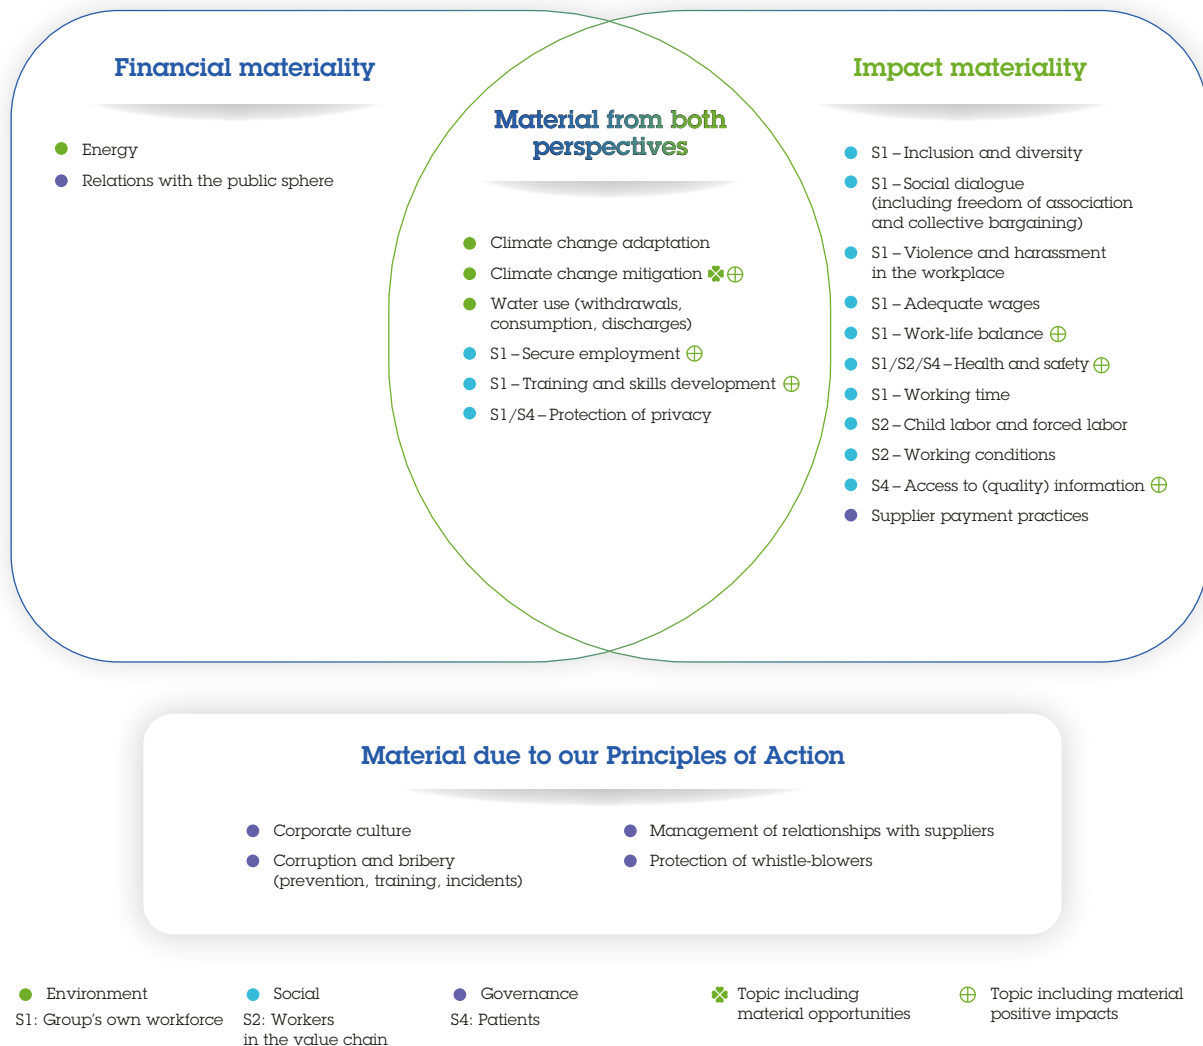 Financial materiality
Energy
Relations with the public sphere
Material from both
perspectives
Climate change adaptation
Climate change mitigation
Water use (withdrawals,
consumption, discharges)
S1 – Secure employment
S1 – Training and skills development
S1/S4 – Protection of privacy
Impact materiality
S1 – Inclusion and diversity
S1 – Social dialogue
(including freedom of association
and collective bargaining)
S1 – Violence and harassment
in the workplace
S1 – Adequate wages
S1 – Work-life balance
S1/S2/S4 – Health and safety
S1 – Working time
S2 – Child labor and forced labor
S2 – Working conditions
S4 – Access to (quality) information
Supplier payment practices
Material due to our Principles of Action
Corporate culture
Corruption and bribery
(prevention, training, incidents)
Management of relationships with suppliers
Protection of whistle-blowers
Environment
S1: Group's own workforce
Social
S2: Workers
in the value chain
Governance
S4: Patients
Topic including
material opportunities
Topic including material
positive impacts